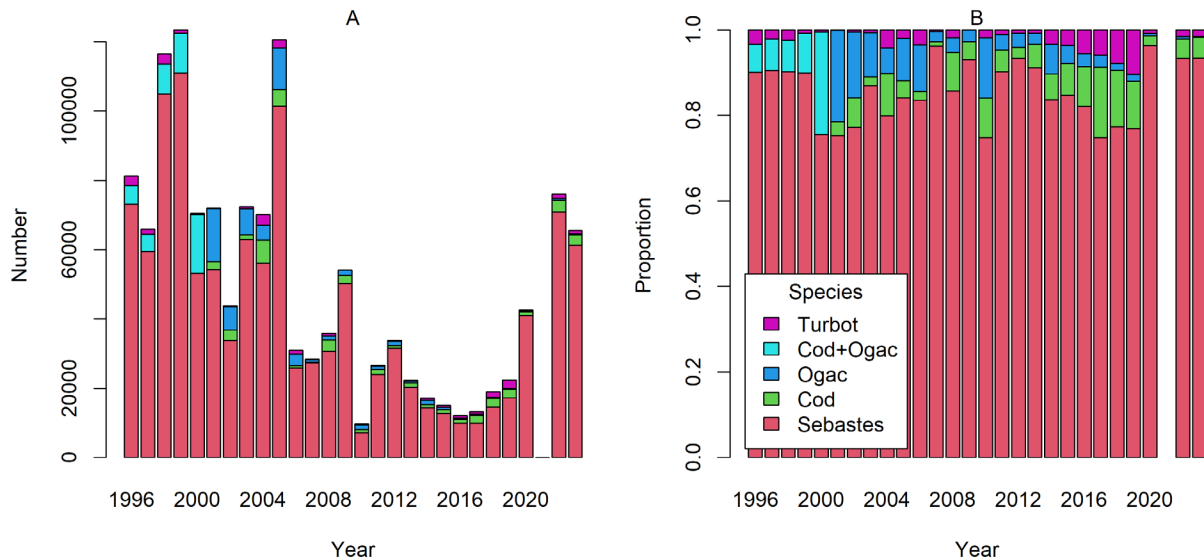 A
Number
0
20000
60000
100000
1996 2000 2004 2008 2012 2016 2020
Year
B
Proportion
0.0
0.2
0.4
0.6
0.8
1.0
Species
Turbot
Cod+Ogac
Ogac
Cod
Sebastes
1996 2000 2004 2008 2012 2016 2020
Year